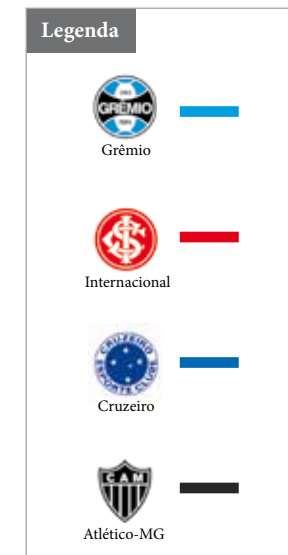 Legenda
GRÊMIO
Grêmio
Internacional
CRUZEIRO
ESPORTE CLUBE
Cruzeiro
CAM
Atlético-MG